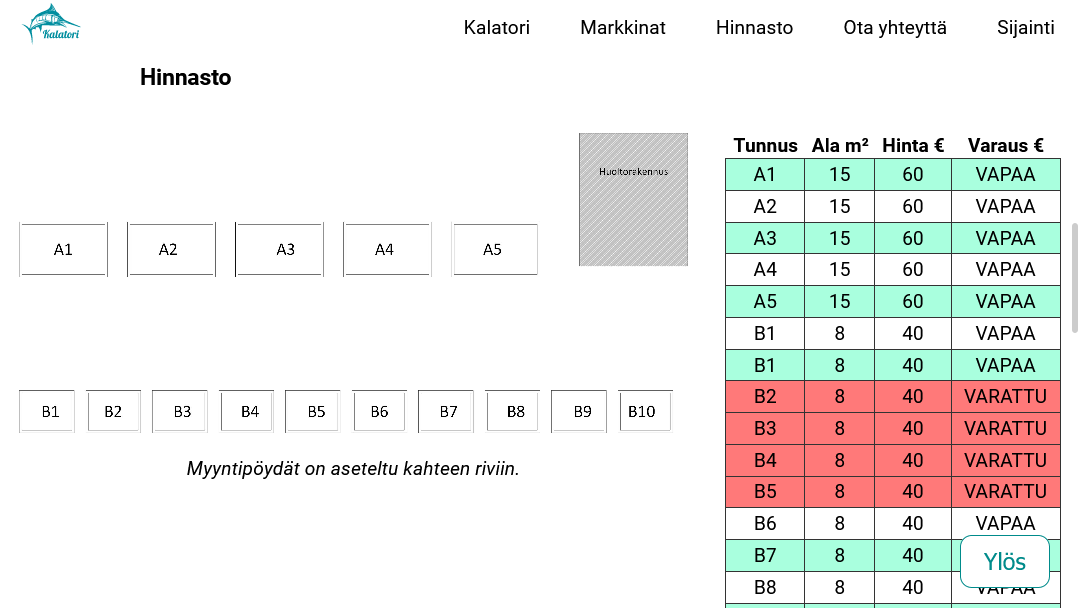 Kalatori
Kalatori Markkinat Hinnasto Ota yhteyttä Sijainti
Hinnasto
Huoltorakennus
A1 A2 A3 A4 A5
B1 B2 B3 B4 B5 B6 B7 B8 B9 B10
Myyntipöydät on aseteltu kahteen riviin.
Tunnus Ala m² Hinta € Varaus €
A1 15 60 VAPAA
A2 15 60 VAPAA
A3 15 60 VAPAA
A4 15 60 VAPAA
A5 15 60 VAPAA
B1 8 40 VAPAA
B1 8 40 VAPAA
B2 8 40 VARATTU
B3 8 40 VARATTU
B4 8 40 VARATTU
B5 8 40 VARATTU
B6 8 40 VAPAA
B7 8 40
Ylös
B8 8 40 VAPAA